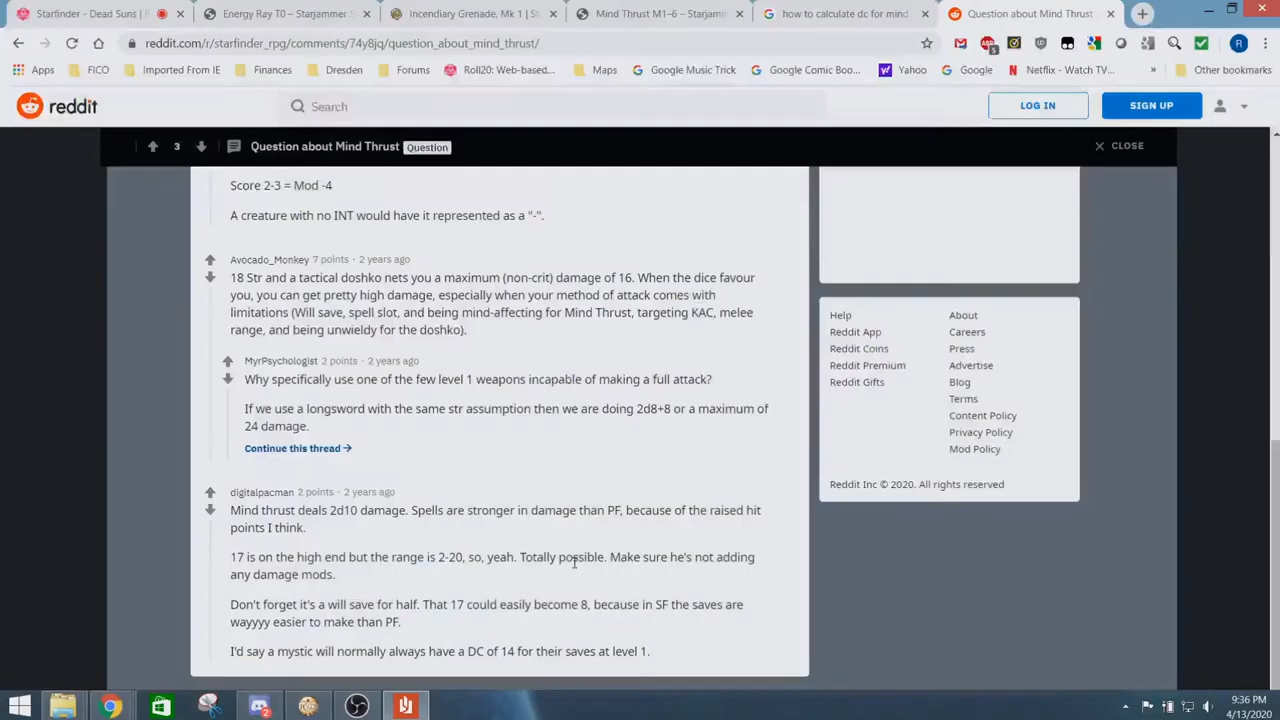 Starfinder - Dead Suns |
Energy Ray T0 – Starjammer S
Incendiary Grenade, Mk 1 | St
Mind Thrust M1–6 – Starjamm
how to calculate dc for mind
Question about Mind Thrust
reddit.com/r/starfinder_rpg/comments/74y8jq/question_about_mind_thrust/
Apps
FICO
Imported From IE
Finances
Dresden
Forums
Roll20: Web-based...
Maps
Google Music Trick
Google Comic Boo...
Yahoo
Google
Netflix - Watch TV...
»
Other bookmarks
reddit
Search
LOG IN
SIGN UP
3
Question about Mind Thrust
Question
CLOSE
Score 2-3 = Mod -4
A creature with no INT would have it represented as a "-".
Avocado_Monkey 7 points · 2 years ago
18 Str and a tactical doshko nets you a maximum (non-crit) damage of 16. When the dice favour
you, you can get pretty high damage, especially when your method of attack comes with
limitations (Will save, spell slot, and being mind-affecting for Mind Thrust, targeting KAC, melee
range, and being unwieldy for the doshko).
MyrPsychologist 2 points · 2 years ago
Why specifically use one of the few level 1 weapons incapable of making a full attack?
If we use a longsword with the same str assumption then we are doing 2d8+8 or a maximum of
24 damage.
Continue this thread →
digitalpacman 2 points · 2 years ago
Mind thrust deals 2d10 damage. Spells are stronger in damage than PF, because of the raised hit
points I think.
17 is on the high end but the range is 2-20, so, yeah. Totally possible. Make sure he's not adding
any damage mods.
Don't forget it's a will save for half. That 17 could easily become 8, because in SF the saves are
wayyyy easier to make than PF.
I'd say a mystic will normally always have a DC of 14 for their saves at level 1.
Help
About
Reddit App
Careers
Reddit Coins
Press
Reddit Premium
Advertise
Reddit Gifts
Blog
Terms
Content Policy
Privacy Policy
Mod Policy
Reddit Inc © 2020. All rights reserved
9:36 PM
4/13/2020